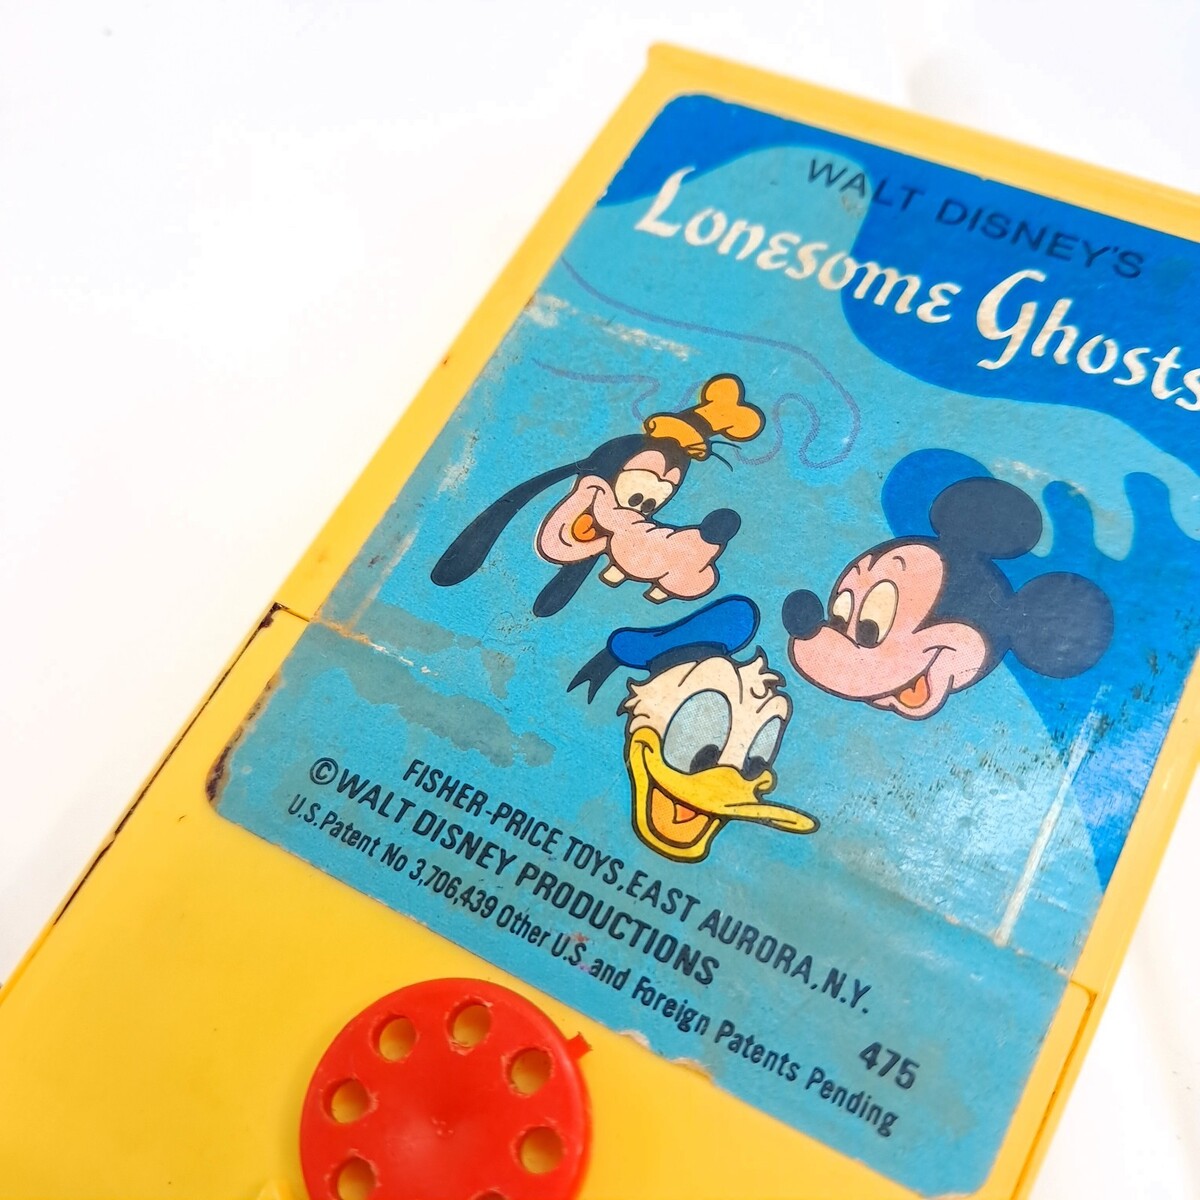 WALT DISNEY'S
Lonesome Ghosts
FISHER-PRICE TOYS, EAST AURORA, N.Y.
©WALT DISNEY PRODUCTIONS
475
U.S.Patent No 3,706,439 Other U.S. and Foreign Patents Pending